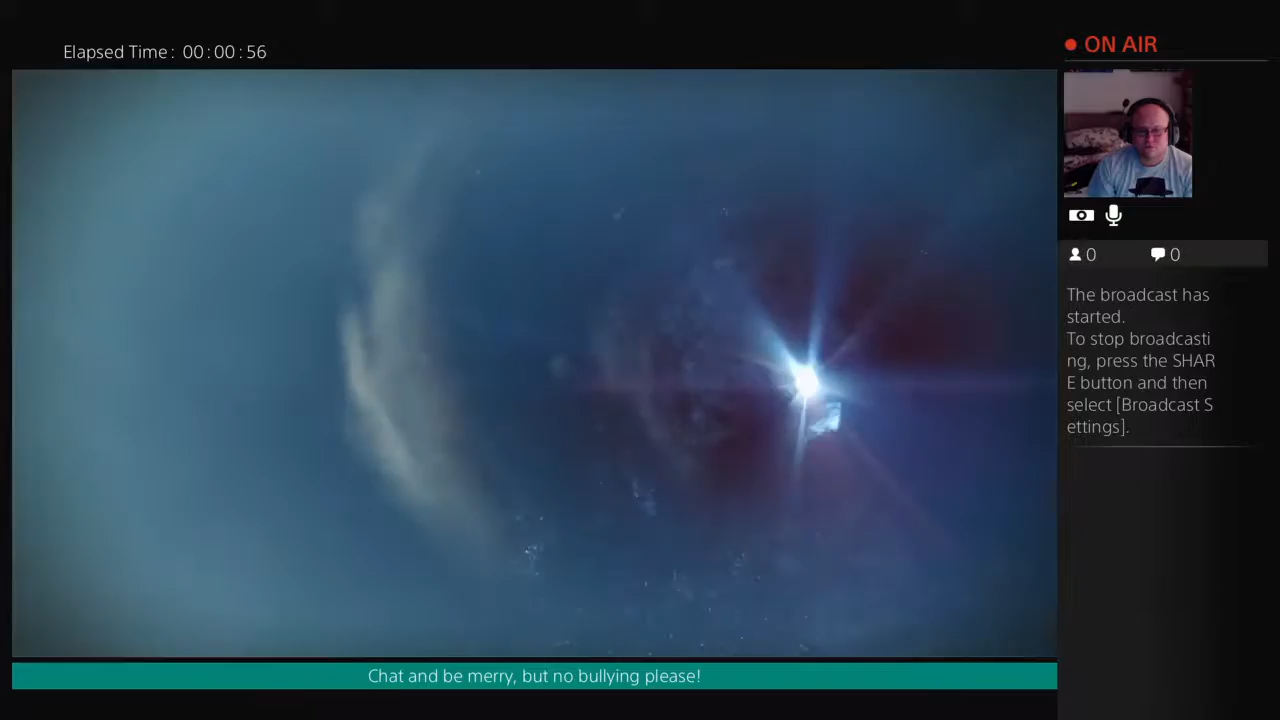 Elapsed Time: 00:00:56
ON AIR
0
0
The broadcast has
started.
To stop broadcasti
ng, press the SHAR
E button and then
select [Broadcast S
ettings].
Chat and be merry, but no bullying please!